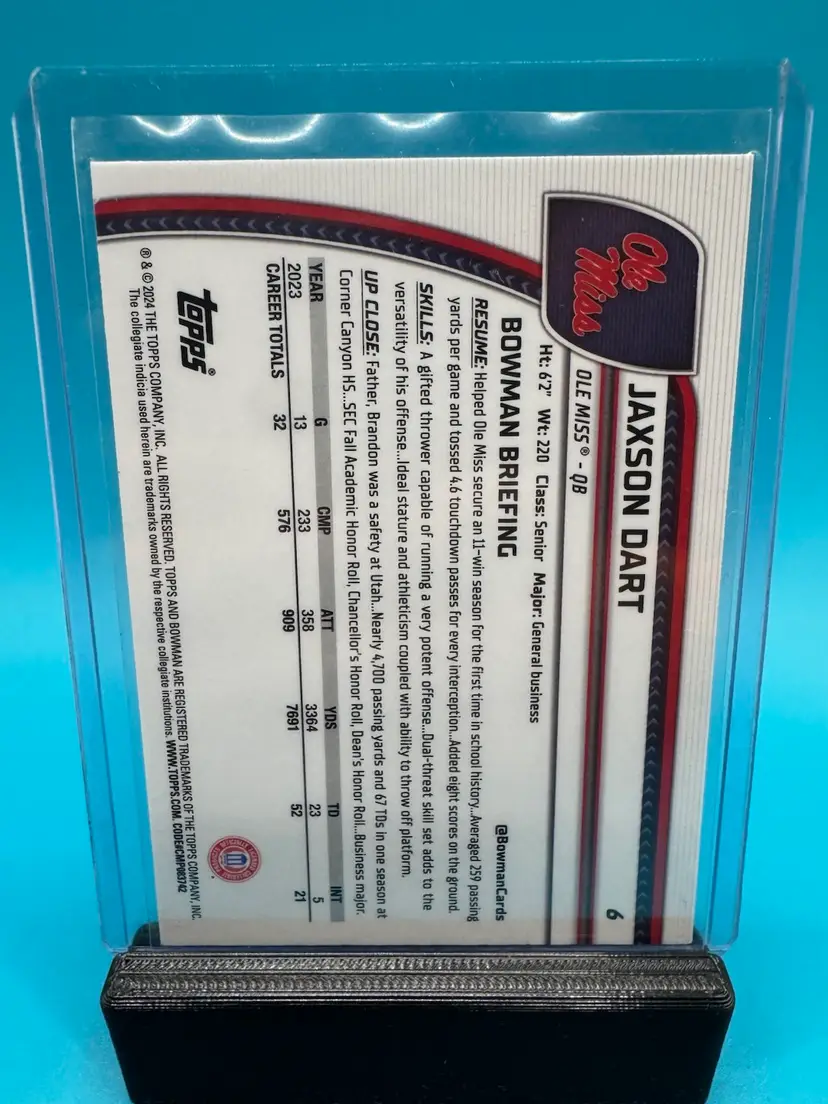 Ole
Miss
JAXSON DART
6
OLE MISS® - QB
Ht: 6'2" Wt: 220 Class: Senior Major: General business
BOWMAN BRIEFING
@BowmanCards
RESUME: Helped Ole Miss secure an 11-win season for the first time in school history...Averaged 259 passing
yards per game and tossed 4.6 touchdown passes for every interception...Added eight scores on the ground.
SKILLS: A gifted thrower capable of running a very potent offense...Dual-threat skill set adds to the
versatility of his offense...Ideal stature and athleticism coupled with ability to throw off platform.
UP CLOSE: Father, Brandon was a safety at Utah...Nearly 4,700 passing yards and 67 TDs in one season at
Corner Canyon HS...SEC Fall Academic Honor Roll, Chancellor's Honor Roll, Dean's Honor Roll...Business major.
YEAR G CMP ATT YDS TD INT
2023 13 233 358 3364 23 5
CAREER TOTALS 32 576 909 7691 52 21
topps®
® & © 2024 THE TOPPS COMPANY, INC. ALL RIGHTS RESERVED. TOPPS AND BOWMAN ARE REGISTERED TRADEMARKS OF THE TOPPS COMPANY, INC.
The collegiate indicia used herein are trademarks owned by the respective collegiate institutions. WWW.TOPPS.COM. CODE#CMP083742